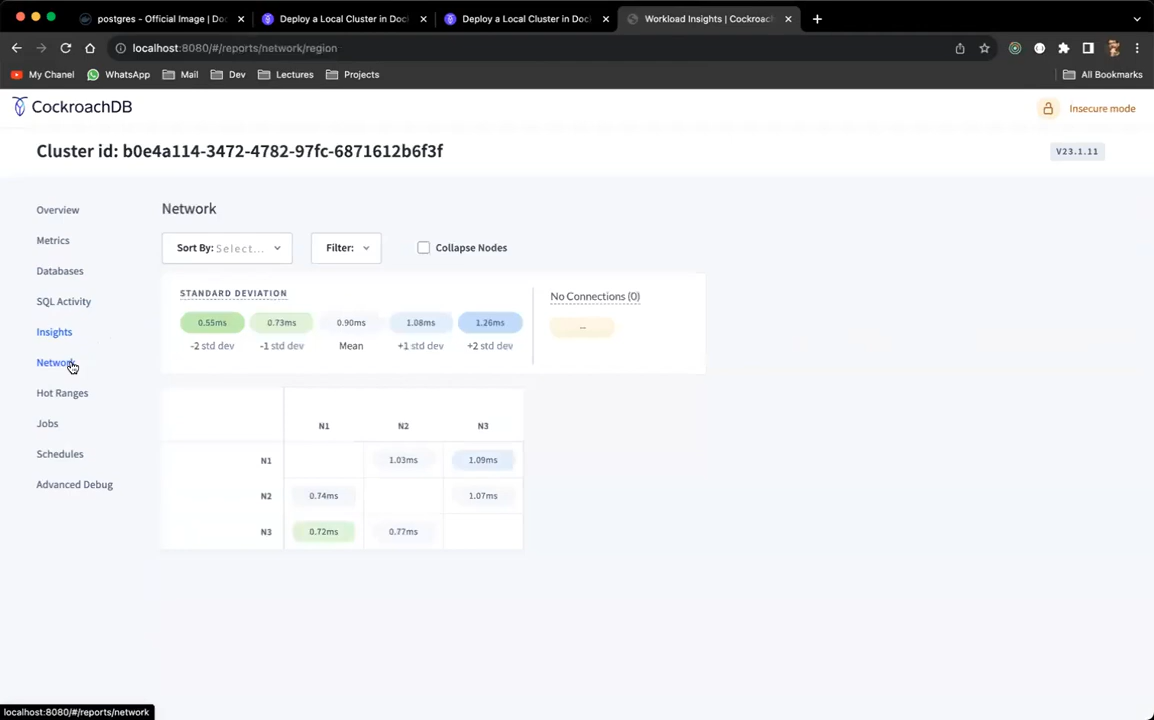 postgres - Official Image | Doc
Deploy a Local Cluster in Dock
Deploy a Local Cluster in Dock
Workload Insights | Cockroach
localhost:8080/#/reports/network/region
My Chanel
WhatsApp
Mail
Dev
Lectures
Projects
All Bookmarks
CockroachDB
Insecure mode
Cluster id: b0e4a114-3472-4782-97fc-6871612b6f3f
V23.1.11
Overview
Metrics
Databases
SQL Activity
Insights
Network
Hot Ranges
Jobs
Schedules
Advanced Debug
Network
Sort By: Select...
Filter:
Collapse Nodes
STANDARD DEVIATION
0.55ms 0.73ms 0.90ms 1.08ms 1.26ms
-2 std dev -1 std dev Mean +1 std dev +2 std dev
No Connections (0)
--
N1 N2 N3
N1 1.03ms 1.09ms
N2 0.74ms 1.07ms
N3 0.72ms 0.77ms
localhost:8080/#/reports/network